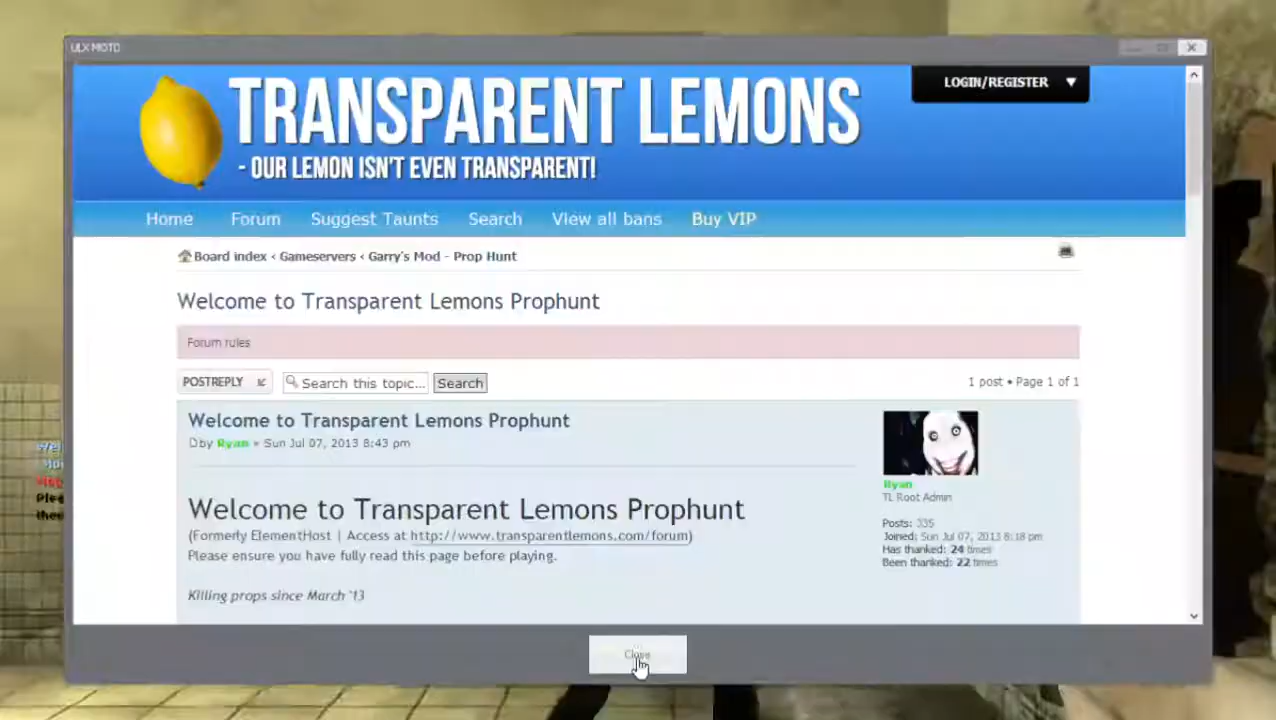 ULX MOTD
TRANSPARENT LEMONS
- OUR LEMON ISN'T EVEN TRANSPARENT!
LOGIN/REGISTER
Home Forum Suggest Taunts Search View all bans Buy VIP
Board index ‹ Gameservers ‹ Garry's Mod - Prop Hunt
Welcome to Transparent Lemons Prophunt
Forum rules
POSTREPLY Search this topic... Search 1 post • Page 1 of 1
Welcome to Transparent Lemons Prophunt
by Ryan » Sun Jul 07, 2013 8:43 pm
Ryan
TL Root Admin
Posts: 335
Joined: Sun Jul 07, 2013 8:18 pm
Has thanked: 24 times
Been thanked: 22 times
Welcome to Transparent Lemons Prophunt
(Formerly ElementHost | Access at http://www.transparentlemons.com/forum)
Please ensure you have fully read this page before playing.
Killing props since March '13
Close